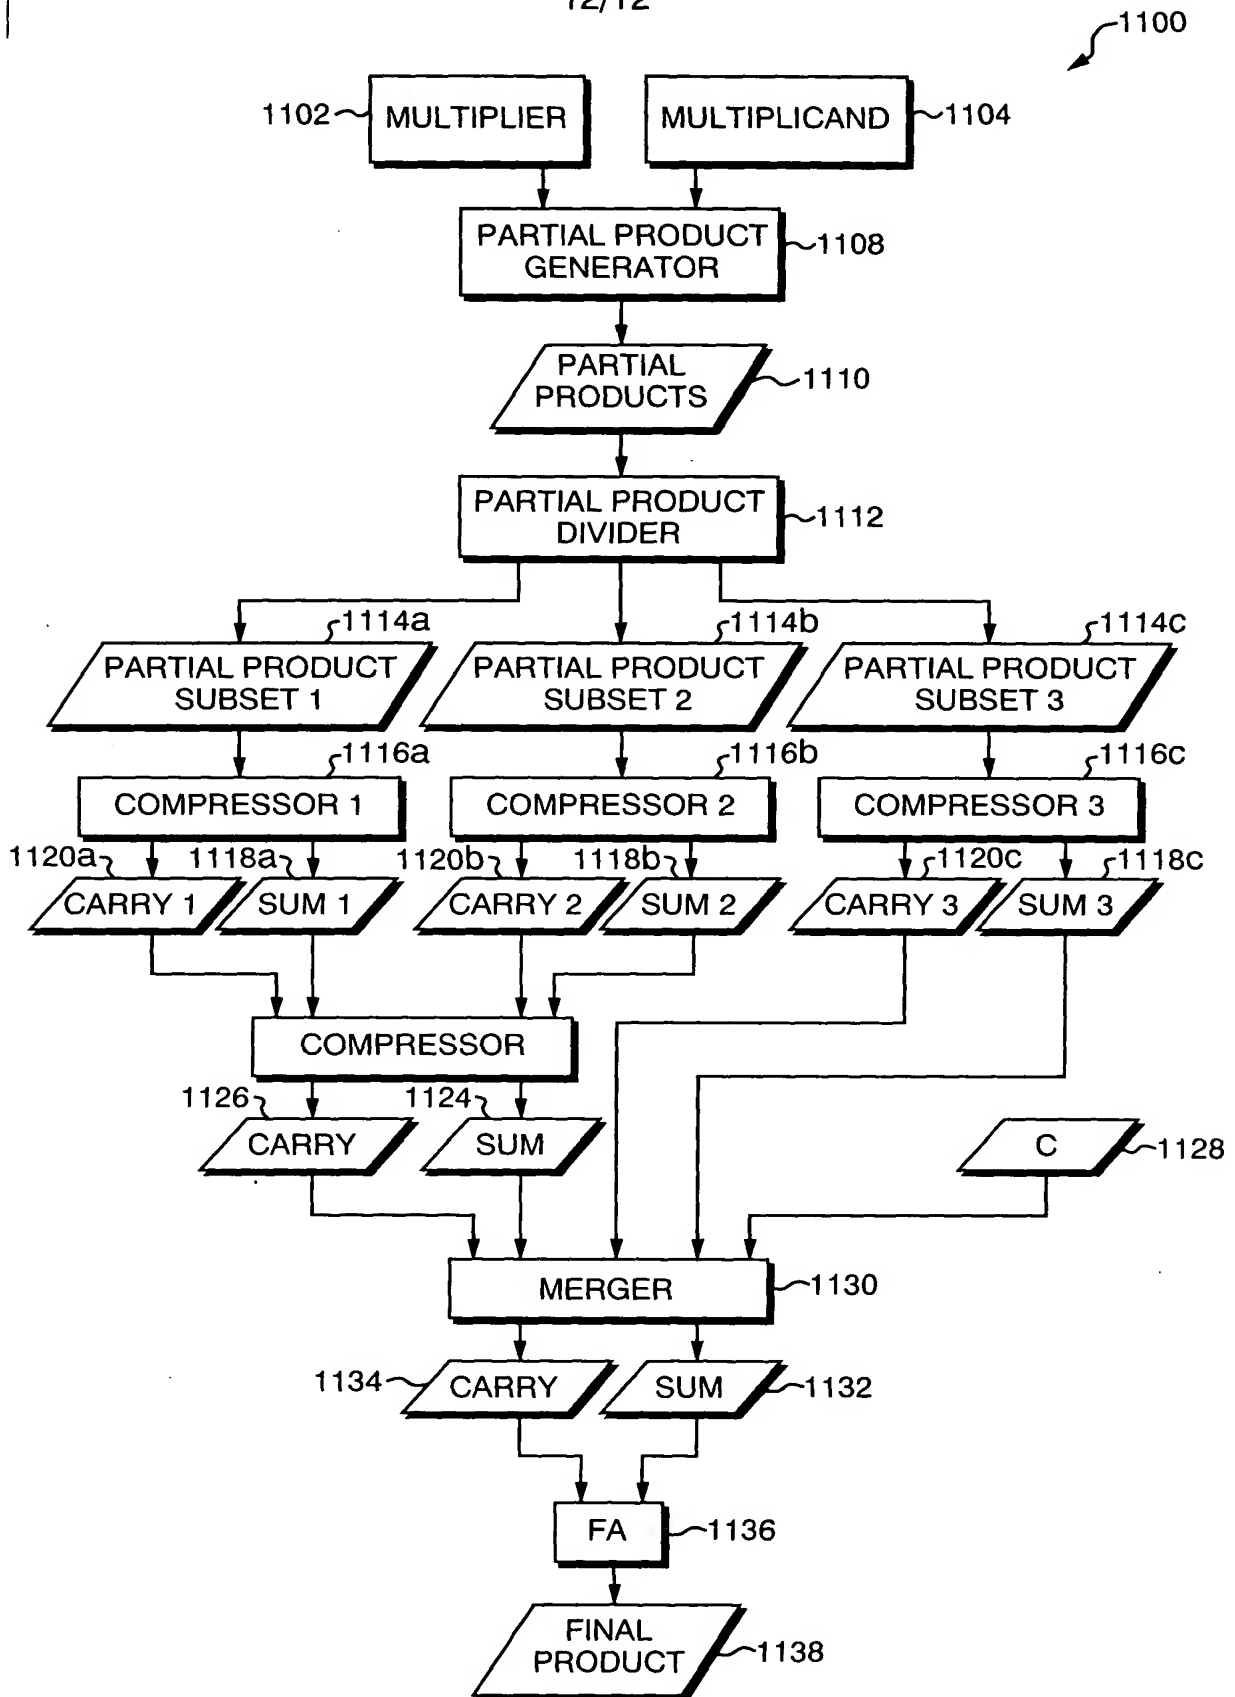 12/12
1100
1102 MULTIPLIER MULTIPLICAND 1104
PARTIAL PRODUCT
GENERATOR
1108
PARTIAL
PRODUCTS
1110
PARTIAL PRODUCT
DIVIDER
1112
1114a 1114b 1114c
PARTIAL PRODUCT
SUBSET 1
PARTIAL PRODUCT
SUBSET 2
PARTIAL PRODUCT
SUBSET 3
1116a 1116b 1116c
COMPRESSOR 1 COMPRESSOR 2 COMPRESSOR 3
1120a 1118a 1120b 1118b 1120c 1118c
CARRY 1 SUM 1 CARRY 2 SUM 2 CARRY 3 SUM 3
COMPRESSOR
1126 1124
CARRY SUM C 1128
MERGER 1130
1134 CARRY SUM 1132
FA 1136
FINAL
PRODUCT
1138